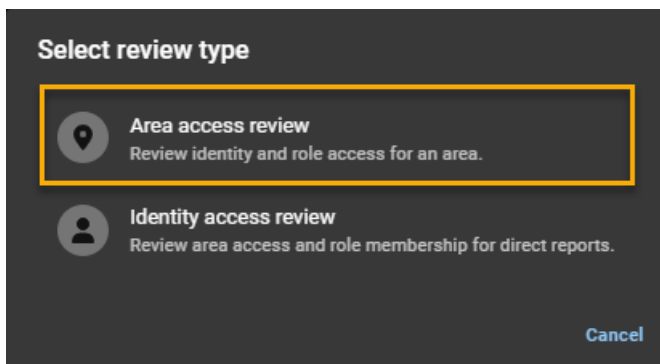 Select review type
Area access review
Review identity and role access for an area.
Identity access review
Review area access and role membership for direct reports.
Cancel